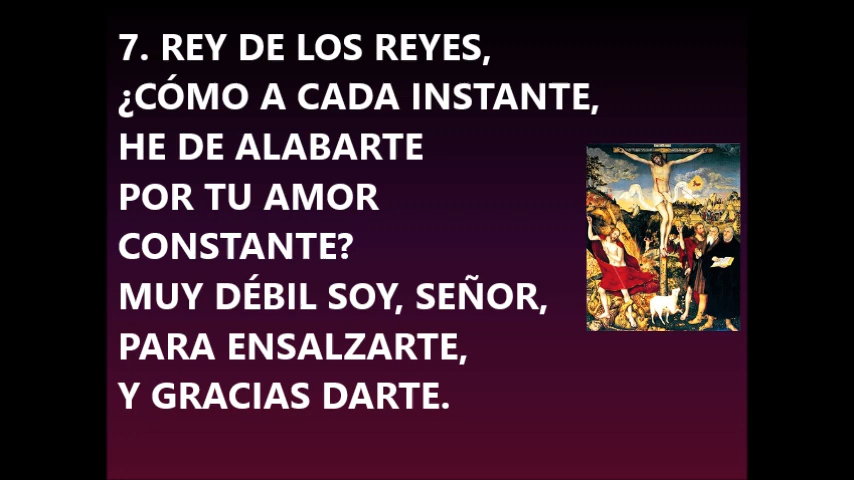 7. REY DE LOS REYES,
¿CÓMO A CADA INSTANTE,
HE DE ALABARTE
POR TU AMOR
CONSTANTE?
MUY DÉBIL SOY, SEÑOR,
PARA ENSALZARTE,
Y GRACIAS DARTE.